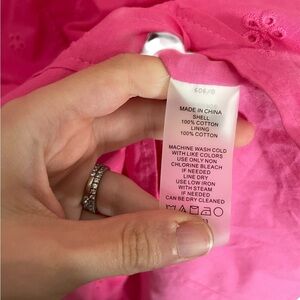 MADE IN CHINA
SHELL
100% COTTON
LINING
100% COTTON
MACHINE WASH COLD
WITH LIKE COLORS
USE ONLY NON
CHLORINE BLEACH
IF NEEDED
LINE DRY
USE LOW IRON
WITH STEAM
IF NEEDED
CAN BE DRY CLEANED